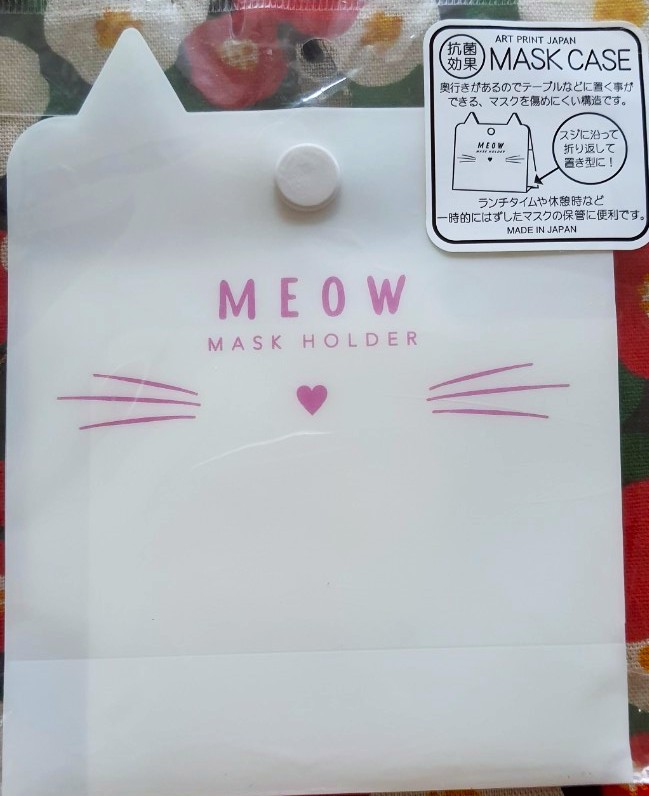 ART PRINT JAPAN
抗菌
効果
MASK CASE
奥行きがあるのでテーブルなどに置く事が
できる、マスクを傷めにくい構造です。
MEOW
MASK HOLDER
スジに沿って
折り返して
置き型に!
ランチタイムや休憩時など
一時的にはずしたマスクの保管に便利です。
MADE IN JAPAN
MEOW
MASK HOLDER